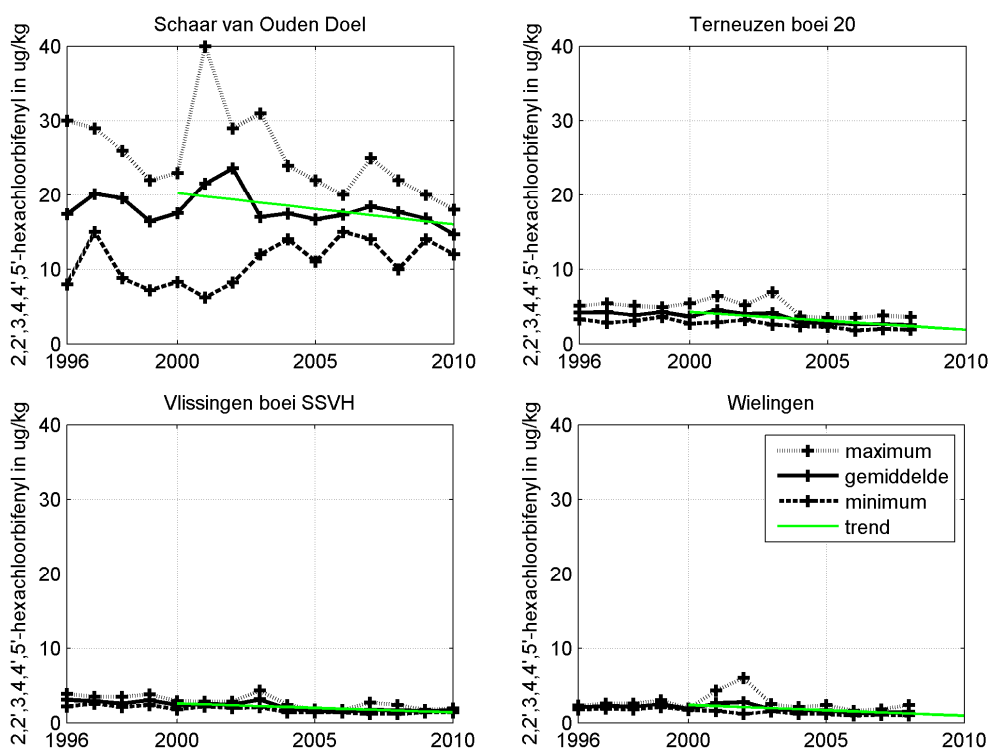 Schaar van Ouden Doel
2,2',3,4,4',5'-hexachloorbifenyl in ug/kg
40
30
20
10
0
1996 2000 2005 2010
Terneuzen boei 20
2,2',3,4,4',5'-hexachloorbifenyl in ug/kg
40
30
20
10
0
1996 2000 2005 2010
Vlissingen boei SSVH
2,2',3,4,4',5'-hexachloorbifenyl in ug/kg
40
30
20
10
0
1996 2000 2005 2010
Wielingen
2,2',3,4,4',5'-hexachloorbifenyl in ug/kg
40
30
20
10
0
1996 2000 2005 2010
maximum
gemiddelde
minimum
trend